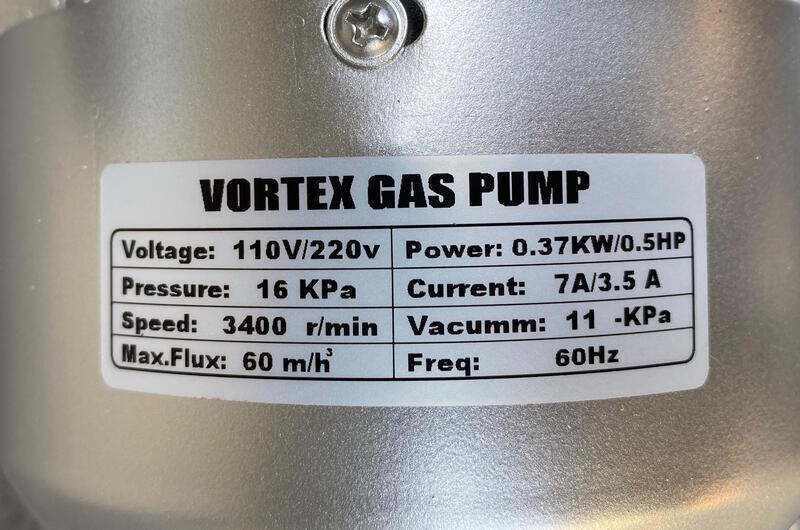 VORTEX GAS PUMP
Voltage: 110V/220v Power: 0.37KW/0.5HP
Pressure: 16 KPa Current: 7A/3.5 A
Speed: 3400 r/min Vacumm: 11 -KPa
Max.Flux: 60 m/h³ Freq: 60Hz